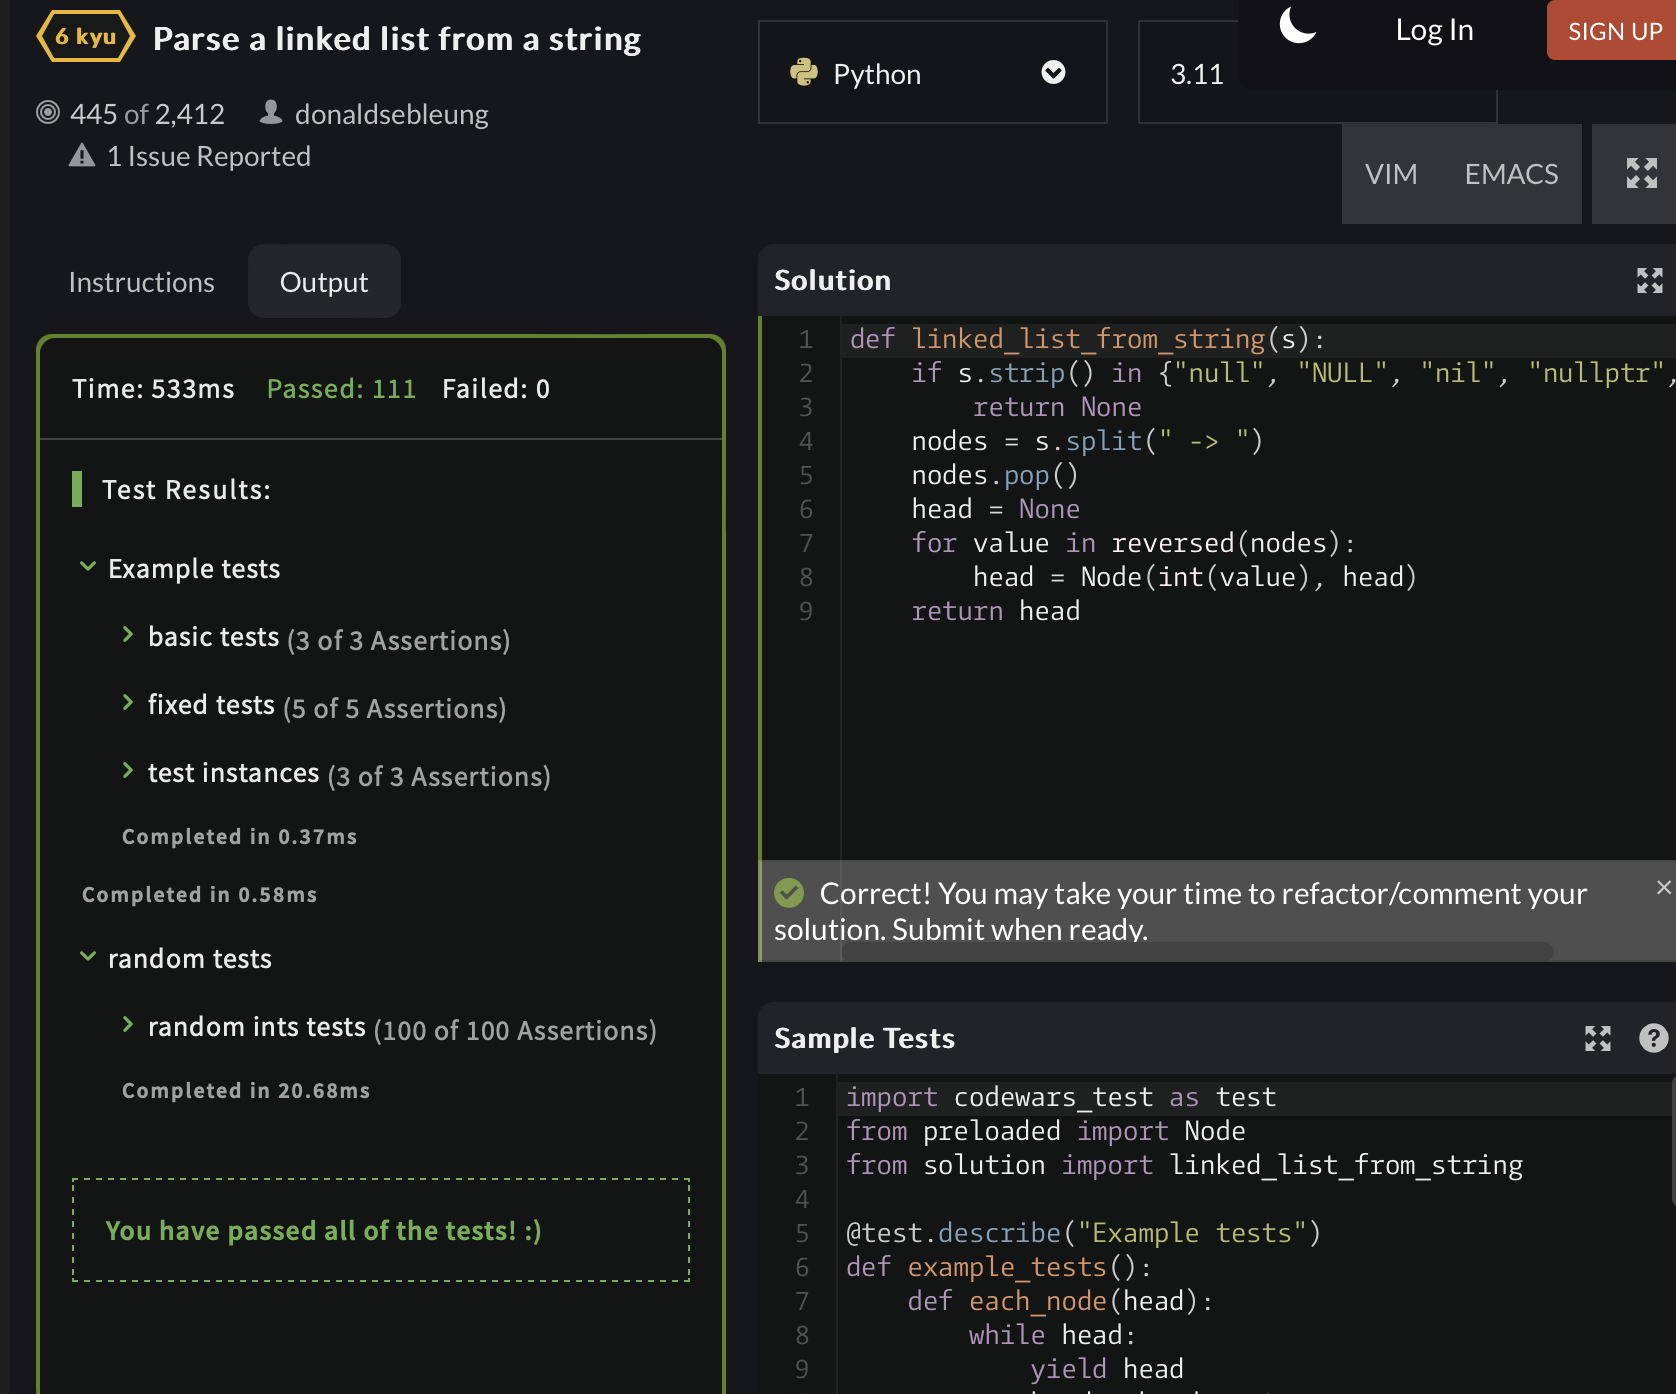 6 kyu
Parse a linked list from a string
445 of 2,412 donaldsebleung
1 Issue Reported
Python
3.11
Log In
SIGN UP
VIM EMACS
Instructions
Output
Time: 533ms Passed: 111 Failed: 0
Test Results:
Example tests
basic tests (3 of 3 Assertions)
fixed tests (5 of 5 Assertions)
test instances (3 of 3 Assertions)
Completed in 0.37ms
Completed in 0.58ms
random tests
random ints tests (100 of 100 Assertions)
Completed in 20.68ms
You have passed all of the tests! :)
Solution
1 def linked_list_from_string(s):
2     if s.strip() in {"null", "NULL", "nil", "nullptr",
3         return None
4     nodes = s.split(" -> ")
5     nodes.pop()
6     head = None
7     for value in reversed(nodes):
8         head = Node(int(value), head)
9     return head
Correct! You may take your time to refactor/comment your
solution. Submit when ready.
Sample Tests
1 import codewars_test as test
2 from preloaded import Node
3 from solution import linked_list_from_string
4
5 @test.describe("Example tests")
6 def example_tests():
7     def each_node(head):
8         while head:
9             yield head